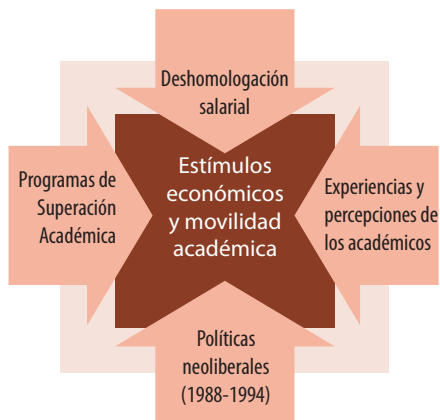 Deshomologación
salarial
Programas de
Superación
Académica
Estímulos
económicos
y movilidad
académica
Experiencias y
percepciones de
los académicos
Políticas
neoliberales
(1988-1994)